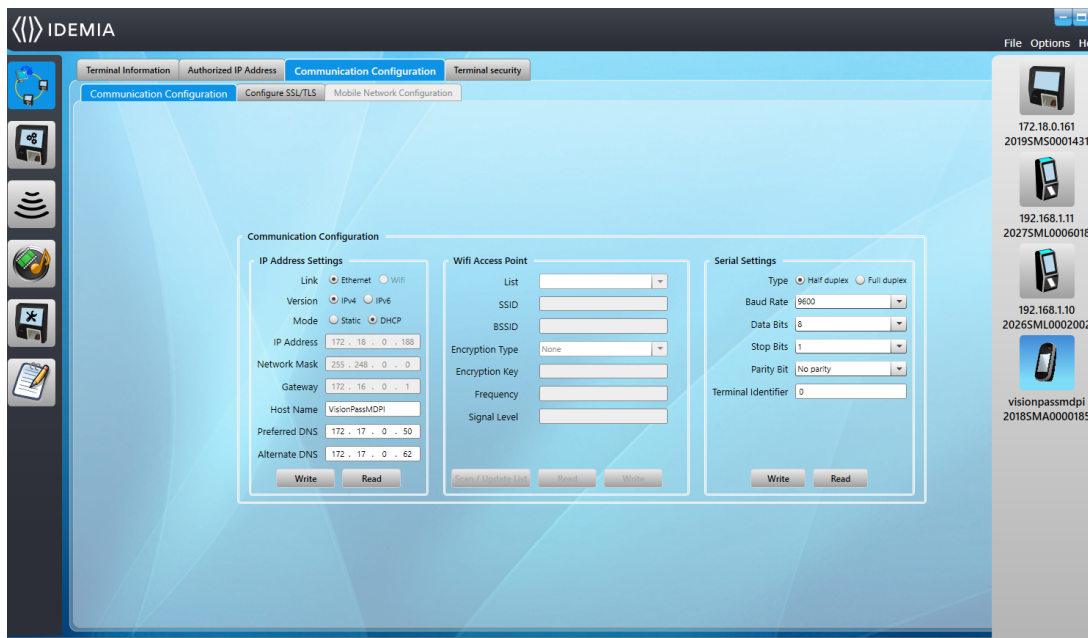 IDEMIA
File Options
Terminal Information Authorized IP Address Communication Configuration Terminal security
Communication Configuration Configure SSL/TLS Mobile Network Configuration
172.18.0.161
2019SMS0001431
192.168.1.11
2027SML0006018
192.168.1.10
2026SML0002002
visionpassmdpi
2018SMA0000185
Communication Configuration
IP Address Settings
Link Ethernet Wifi
Version IPv4 IPv6
Mode Static DHCP
IP Address 172 . 18 . 0 . 188
Network Mask 255 . 248 . 0 . 0
Gateway 172 . 16 . 0 . 1
Host Name VisionPassMDPI
Preferred DNS 172 . 17 . 0 . 50
Alternate DNS 172 . 17 . 0 . 62
Write Read
Wifi Access Point
List
SSID
BSSID
Encryption Type None
Encryption Key
Frequency
Signal Level
Scan / Update List Read Write
Serial Settings
Type Half duplex Full duplex
Baud Rate 9600
Data Bits 8
Stop Bits 1
Parity Bit No parity
Terminal Identifier 0
Write Read